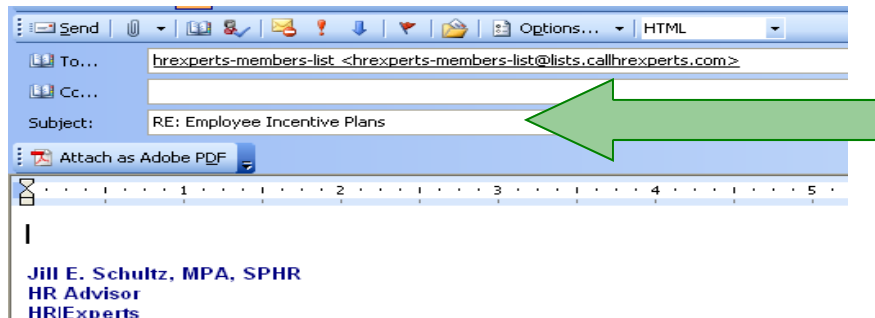 Send Options... HTML
To... hrexperts-members-list <hrexperts-members-list@lists.callhrexperts.com>
Cc...
Subject: RE: Employee Incentive Plans
Attach as Adobe PDF
1 2 3 4 5
Jill E. Schultz, MPA, SPHR
HR Advisor
HR|Experts